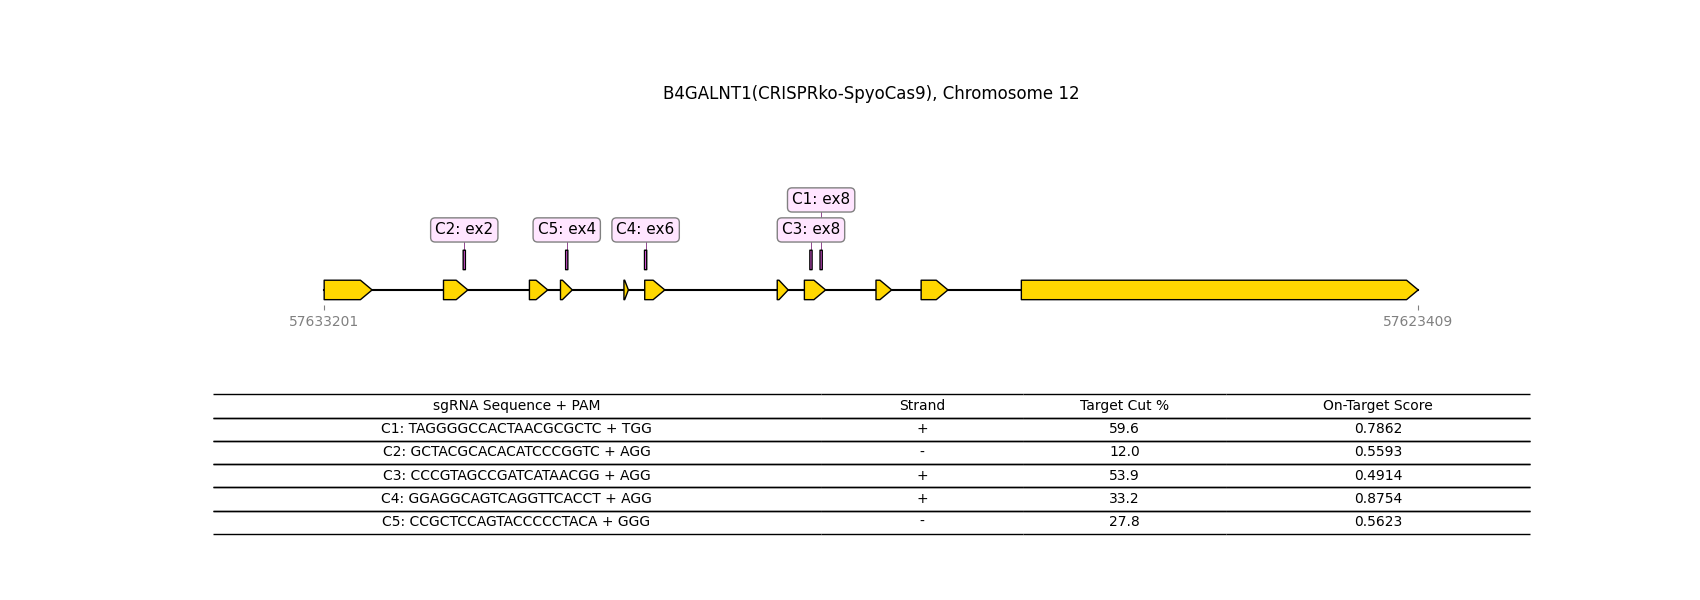 B4GALNT1(CRISPRko-SpyoCas9), Chromosome 12
C1: ex8
C2: ex2 C5: ex4 C4: ex6 C3: ex8
57633201 57623409
sgRNA Sequence + PAM Strand Target Cut % On-Target Score
C1: TAGGGGCCACTAACGCGCTC + TGG + 59.6 0.7862
C2: GCTACGCACACATCCCGGTC + AGG - 12.0 0.5593
C3: CCCGTAGCCGATCATAACGG + AGG + 53.9 0.4914
C4: GGAGGCAGTCAGGTTCACCT + AGG + 33.2 0.8754
C5: CCGCTCCAGTACCCCCTACA + GGG - 27.8 0.5623